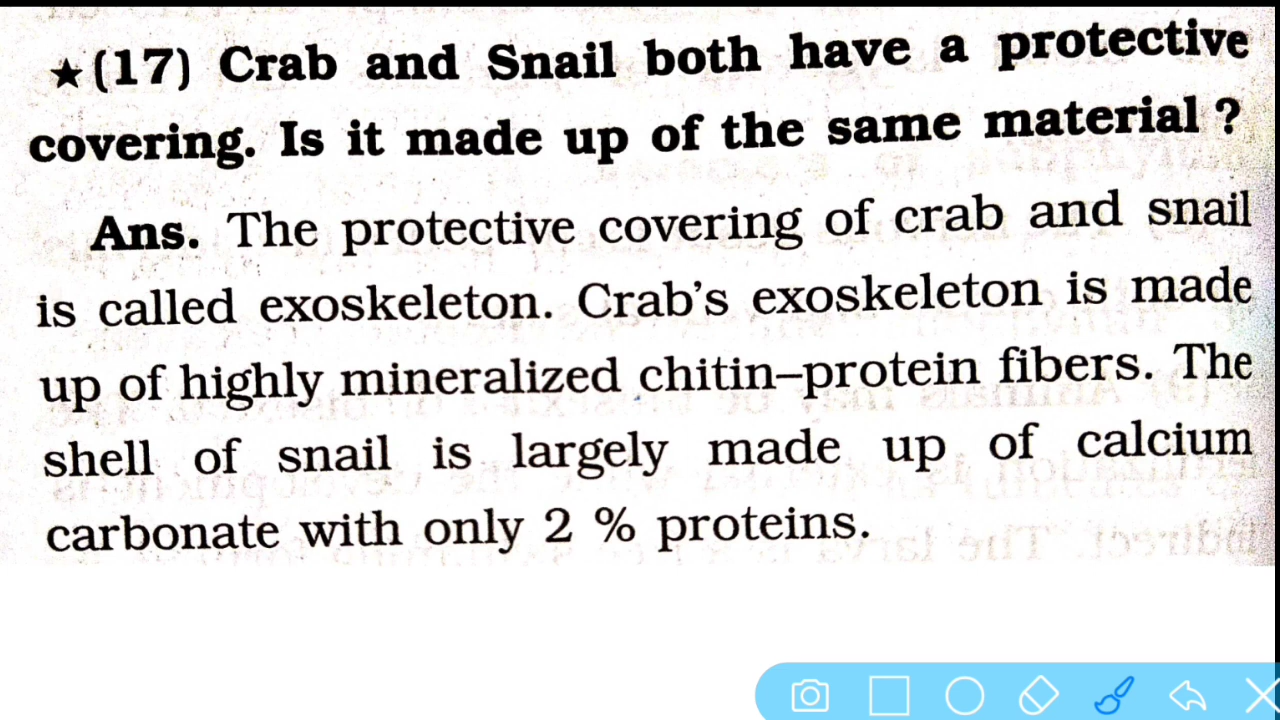 ★(17) Crab and Snail both have a protective
covering. Is it made up of the same material ?
Ans. The protective covering of crab and snail
is called exoskeleton. Crab's exoskeleton is made
up of highly mineralized chitin–protein fibers. The
shell of snail is largely made up of calcium
carbonate with only 2 % proteins.